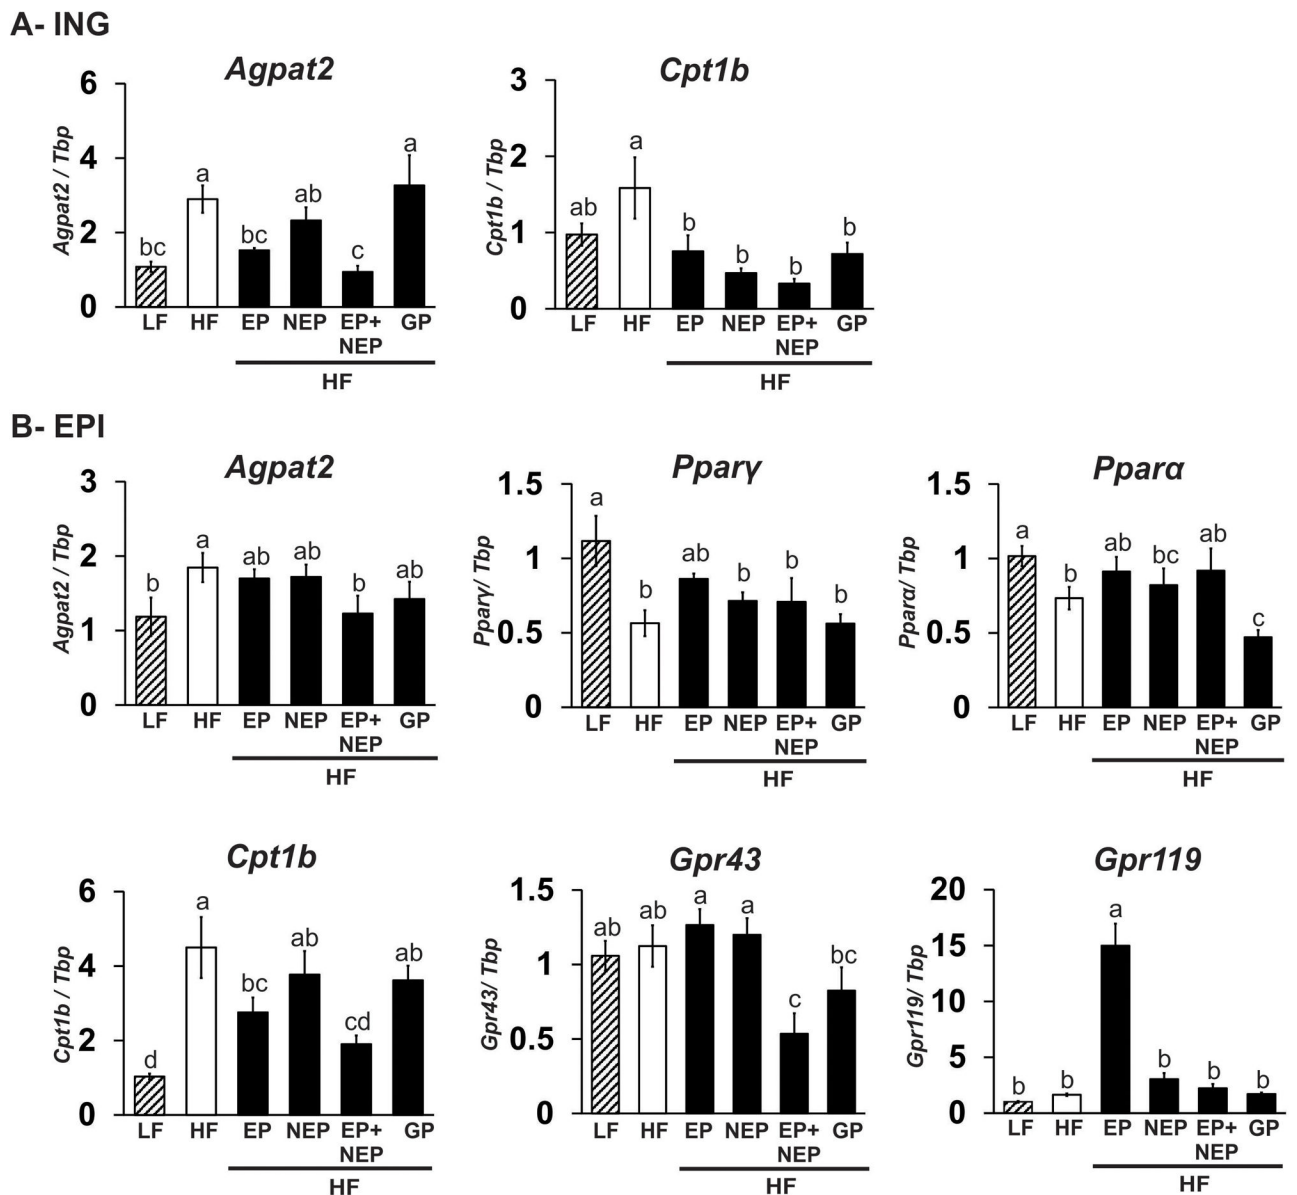 A- ING
Agpat2
Agpat2 / Tbp
6
4
2
0
bc
a
bc
ab
c
a
LF HF EP NEP EP+ GP
NEP
HF
Cpt1b
Cpt1b / Tbp
3
2
1
0
ab
a
b
b
b
b
LF HF EP NEP EP+ GP
NEP
HF
B- EPI
Agpat2
Agpat2 / Tbp
3
2
1
0
b
a
ab
ab
b
ab
LF HF EP NEP EP+ GP
NEP
HF
Pparγ
Pparγ/ Tbp
1.5
1
0.5
0
a
b
ab
b
b
b
LF HF EP NEP EP+ GP
NEP
HF
Pparα
Pparα/ Tbp
1.5
1
0.5
0
a
b
ab
bc
ab
c
LF HF EP NEP EP+ GP
NEP
HF
Cpt1b
Cpt1b / Tbp
6
4
2
0
d
a
bc
ab
cd
ab
LF HF EP NEP EP+ GP
NEP
HF
Gpr43
Gpr43/ Tbp
1.5
1
0.5
0
ab
ab
a
a
c
bc
LF HF EP NEP EP+ GP
NEP
HF
Gpr119
Gpr119/ Tbp
20
15
10
5
0
b
b
a
b
b
b
LF HF EP NEP EP+ GP
NEP
HF